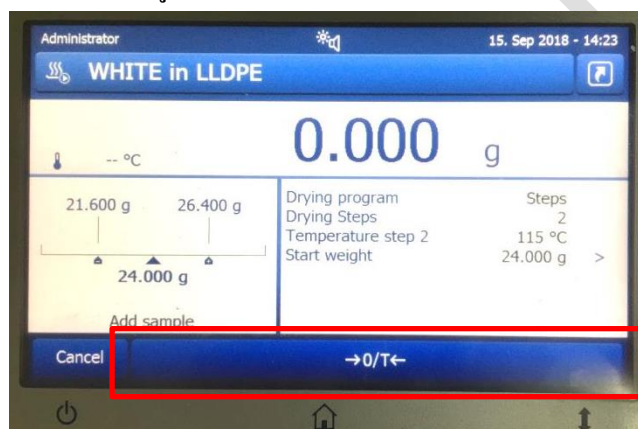 Administrator 15. Sep 2018 - 14:23
WHITE in LLDPE
0.000 g
-- °C
21.600 g 26.400 g
24.000 g
Add sample
Drying program Steps
Drying Steps 2
Temperature step 2 115 °C
Start weight 24.000 g >
Cancel →0/T←